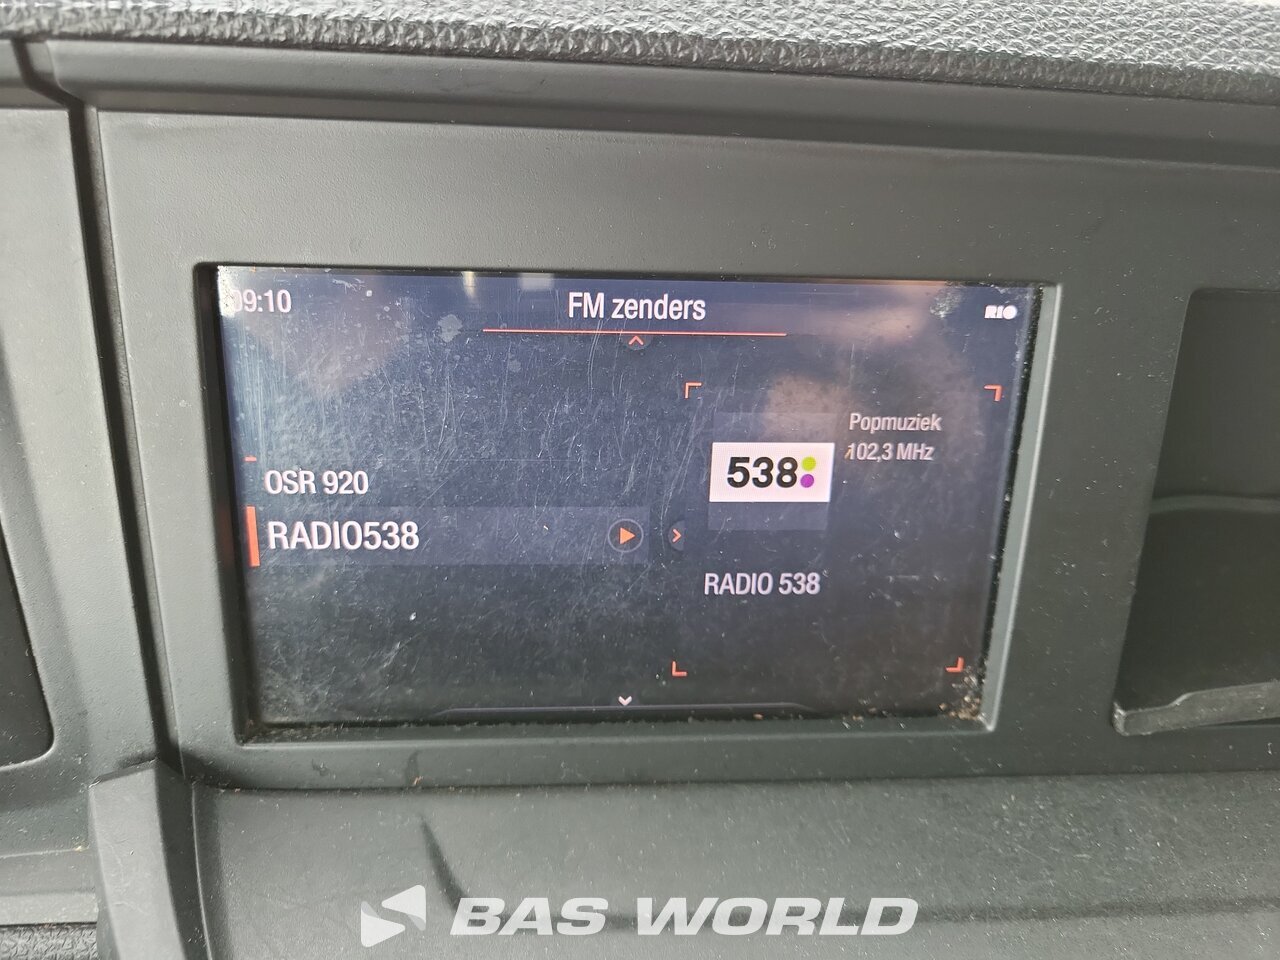 09:10
FM zenders
RIO
Popmuziek
102,3 MHz
538
OSR 920
RADIO538
RADIO 538
BAS WORLD